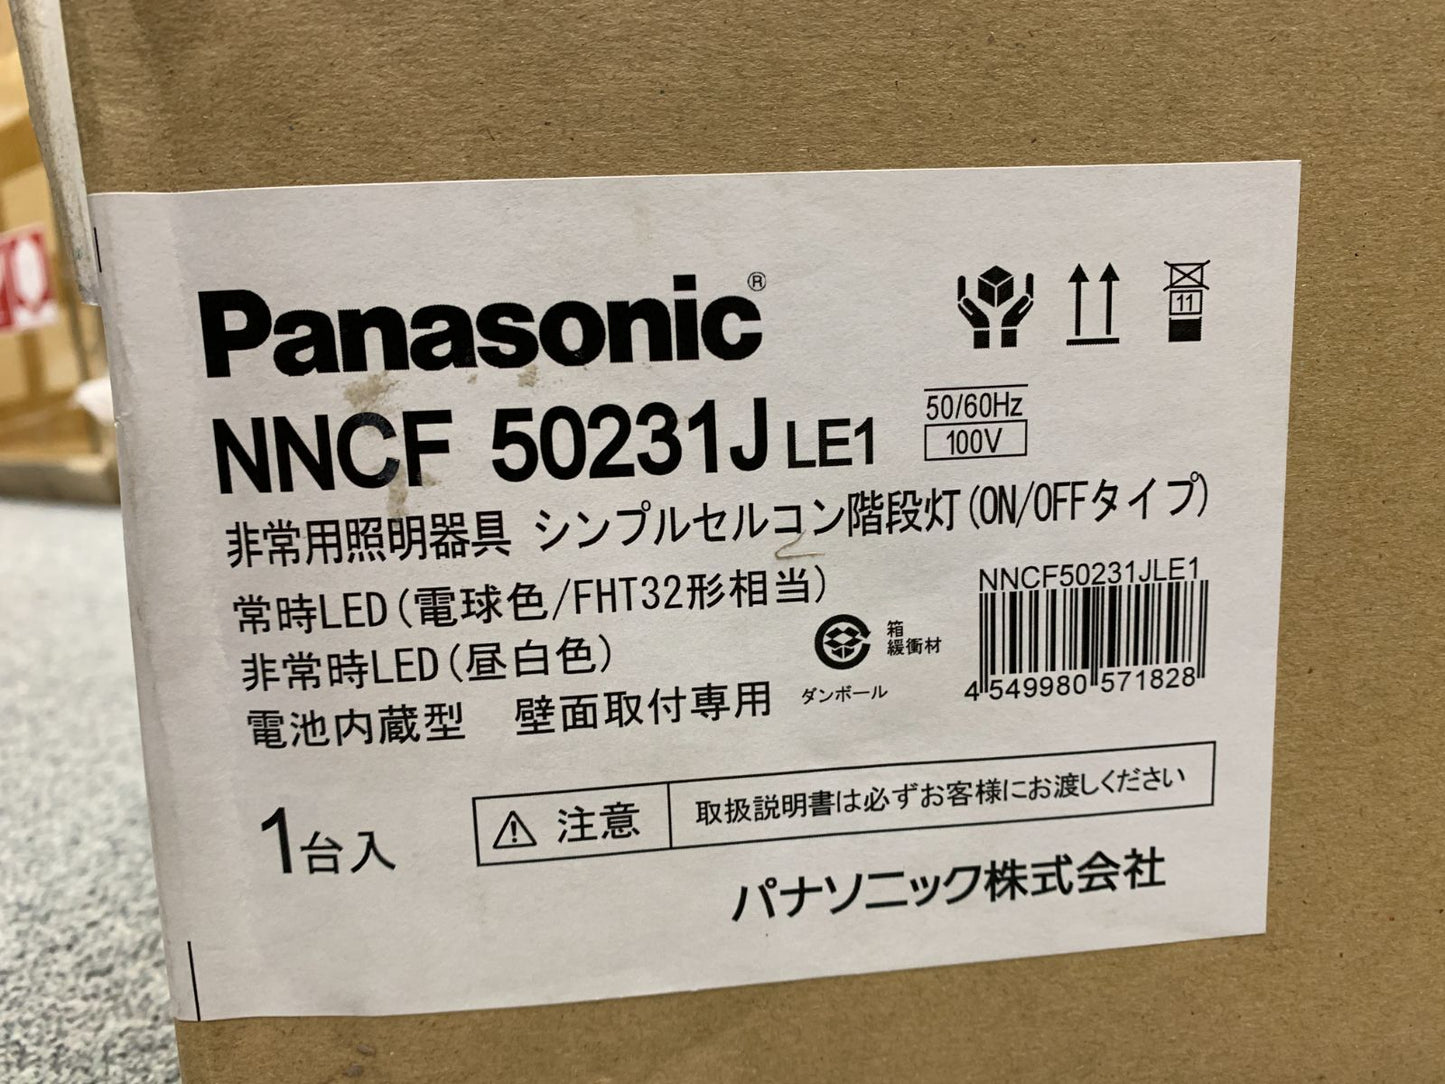 Panasonic®
NNCF 50231J LE1
50/60Hz
100V
11
非常用照明器具 シンプルセルコン階段灯(ON/OFFタイプ)
常時LED(電球色/FHT32形相当)
非常時LED(昼白色)
電池内蔵型 壁面取付専用
箱
緩衝材
ダンボール
NNCF50231JLE1
4 549980 571828
1台入
注意 取扱説明書は必ずお客様にお渡しください
パナソニック株式会社